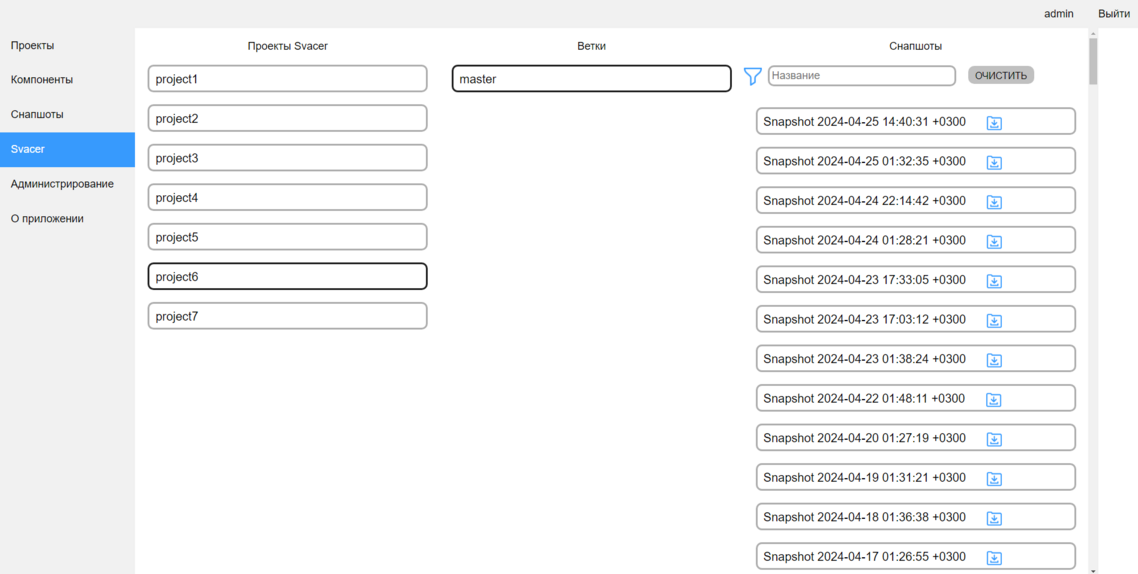 admin Выйти
Проекты
Компоненты
Снапшоты
Svacer
Администрирование
О приложении
Проекты Svacer
project1
project2
project3
project4
project5
project6
project7
Ветки
master
Снапшоты
Название ОЧИСТИТЬ
Snapshot 2024-04-25 14:40:31 +0300
Snapshot 2024-04-25 01:32:35 +0300
Snapshot 2024-04-24 22:14:42 +0300
Snapshot 2024-04-24 01:28:21 +0300
Snapshot 2024-04-23 17:33:05 +0300
Snapshot 2024-04-23 17:03:12 +0300
Snapshot 2024-04-23 01:38:24 +0300
Snapshot 2024-04-22 01:48:11 +0300
Snapshot 2024-04-20 01:27:19 +0300
Snapshot 2024-04-19 01:31:21 +0300
Snapshot 2024-04-18 01:36:38 +0300
Snapshot 2024-04-17 01:26:55 +0300